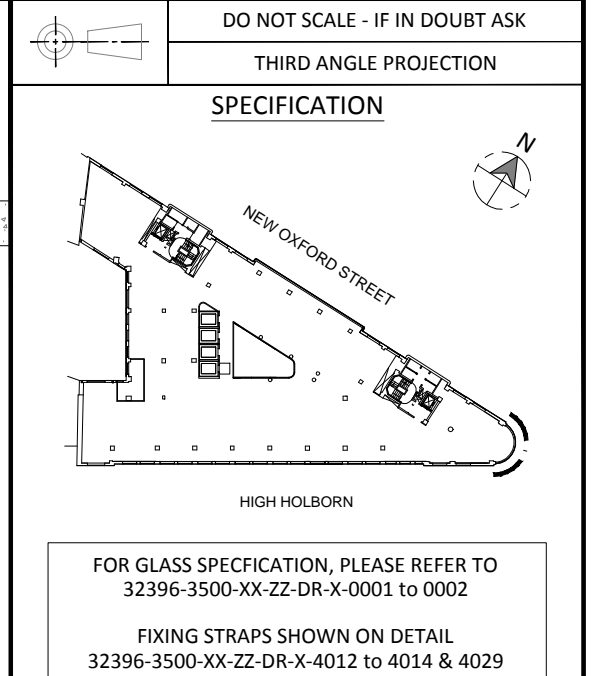 DO NOT SCALE - IF IN DOUBT ASK
THIRD ANGLE PROJECTION
SPECIFICATION
N
NEW OXFORD STREET
HIGH HOLBORN
FOR GLASS SPECFICATION, PLEASE REFER TO
32396-3500-XX-ZZ-DR-X-0001 to 0002
FIXING STRAPS SHOWN ON DETAIL
32396-3500-XX-ZZ-DR-X-4012 to 4014 & 4029